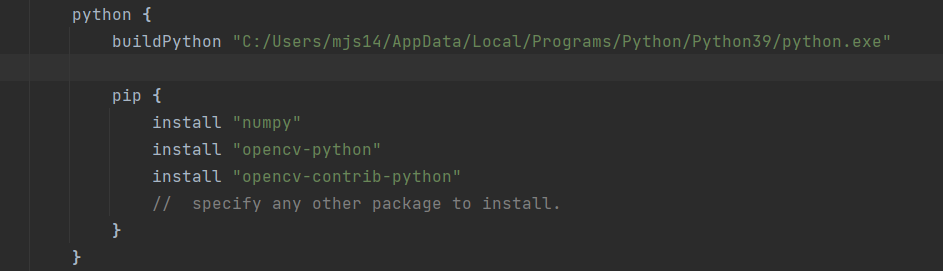 python {
buildPython "C:/Users/mjs14/AppData/Local/Programs/Python/Python39/python.exe"
pip {
install "numpy"
install "opencv-python"
install "opencv-contrib-python"
//  specify any other package to install.
}
}